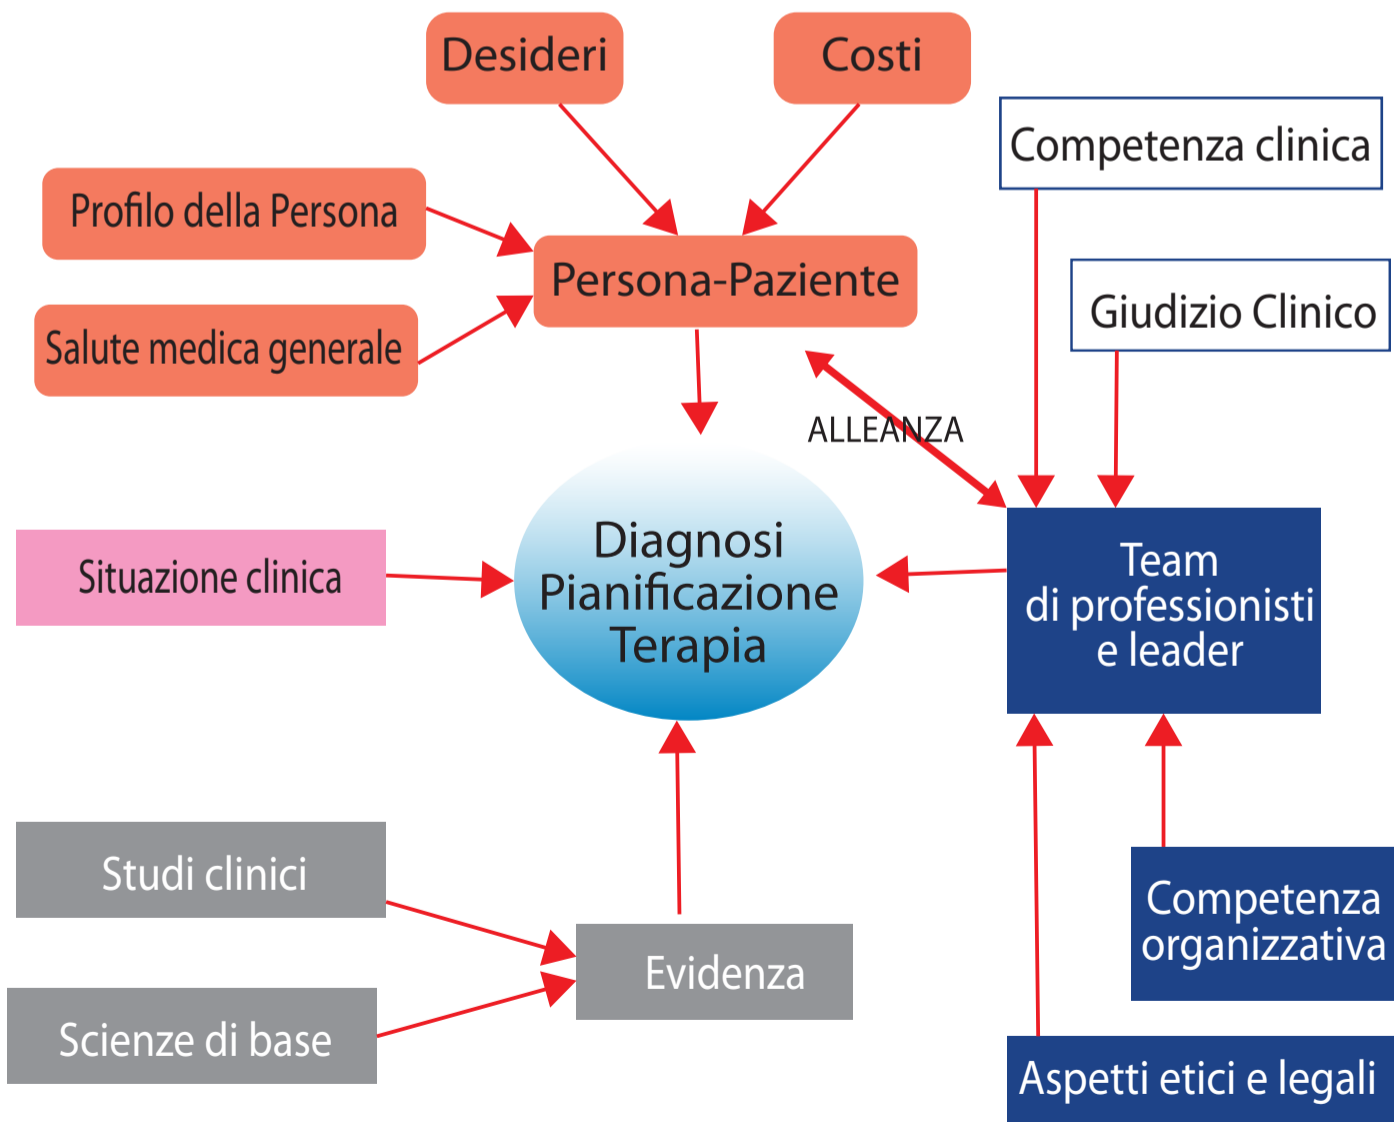 Desideri
Costi
Competenza clinica
Profilo della Persona
Persona-Paziente
Giudizio Clinico
Salute medica generale
ALLEANZA
Situazione clinica
Diagnosi
Pianificazione
Terapia
Team
di professionisti
e leader
Studi clinici
Evidenza
Competenza
organizzativa
Scienze di base
Aspetti etici e legali